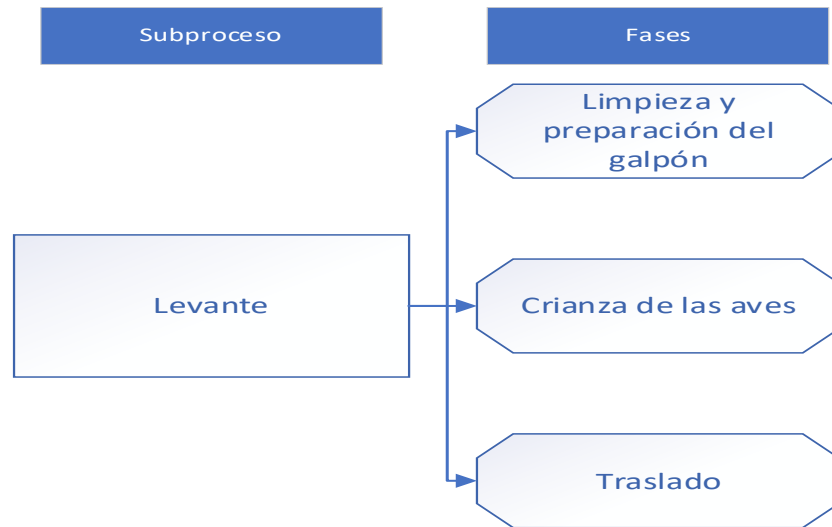 Subproceso
Fases
Limpieza y
preparación del
galpón
Levante
Crianza de las aves
Traslado